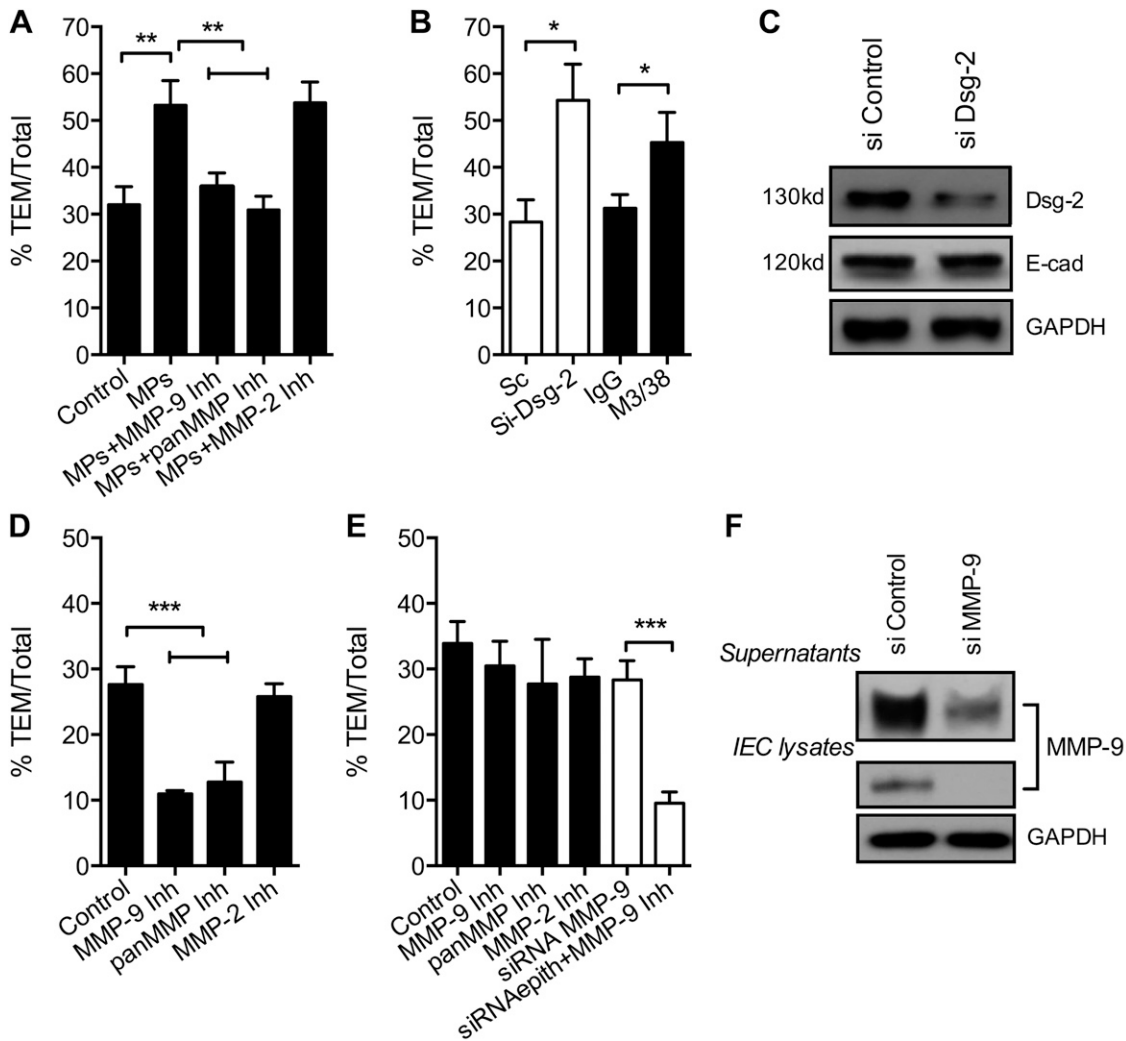 A
70
60
50
40
30
20
10
0
% TEM/Total
**
**
Control
MPs
MPs+MMP-9 Inh
MPs+panMMP Inh
MPs+MMP-2 Inh
B
70
60
50
40
30
20
10
0
% TEM/Total
*
*
Sc
Si-Dsg-2
IgG
M3/38
C
si Control
si Dsg-2
130kd
Dsg-2
120kd
E-cad
GAPDH
D
50
40
30
20
10
0
% TEM/Total
***
Control
MMP-9 Inh
panMMP Inh
MMP-2 Inh
E
50
40
30
20
10
0
% TEM/Total
***
Control
MMP-9 Inh
panMMP Inh
MMP-2 Inh
siRNA MMP-9
siRNAepith+MMP-9 Inh
F
si Control
si MMP-9
Supernatants
IEC lysates
MMP-9
GAPDH